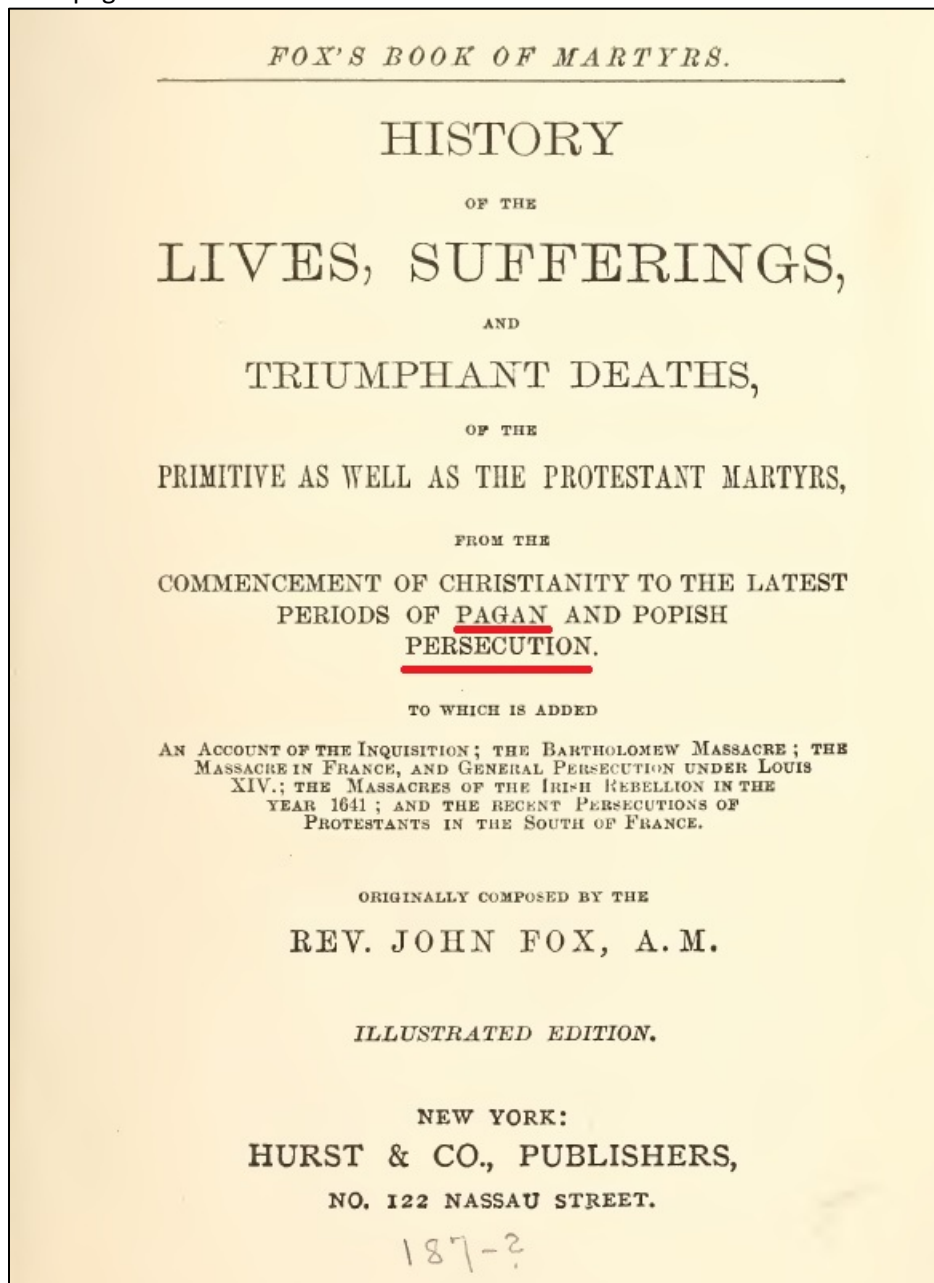 FOX'S BOOK OF MARTYRS.
HISTORY
OF THE
LIVES, SUFFERINGS,
AND
TRIUMPHANT DEATHS,
OF THE
PRIMITIVE AS WELL AS THE PROTESTANT MARTYRS,
FROM THE
COMMENCEMENT OF CHRISTIANITY TO THE LATEST
PERIODS OF PAGAN AND POPISH
PERSECUTION.
TO WHICH IS ADDED
AN ACCOUNT OF THE INQUISITION; THE BARTHOLOMEW MASSACRE; THE
MASSACRE IN FRANCE, AND GENERAL PERSECUTION UNDER LOUIS
XIV.; THE MASSACRES OF THE IRISH REBELLION IN THE
YEAR 1641; AND THE RECENT PERSECUTIONS OF
PROTESTANTS IN THE SOUTH OF FRANCE.
ORIGINALLY COMPOSED BY THE
REV. JOHN FOX, A.M.
ILLUSTRATED EDITION.
NEW YORK:
HURST & CO., PUBLISHERS,
NO. 122 NASSAU STREET.
187-?